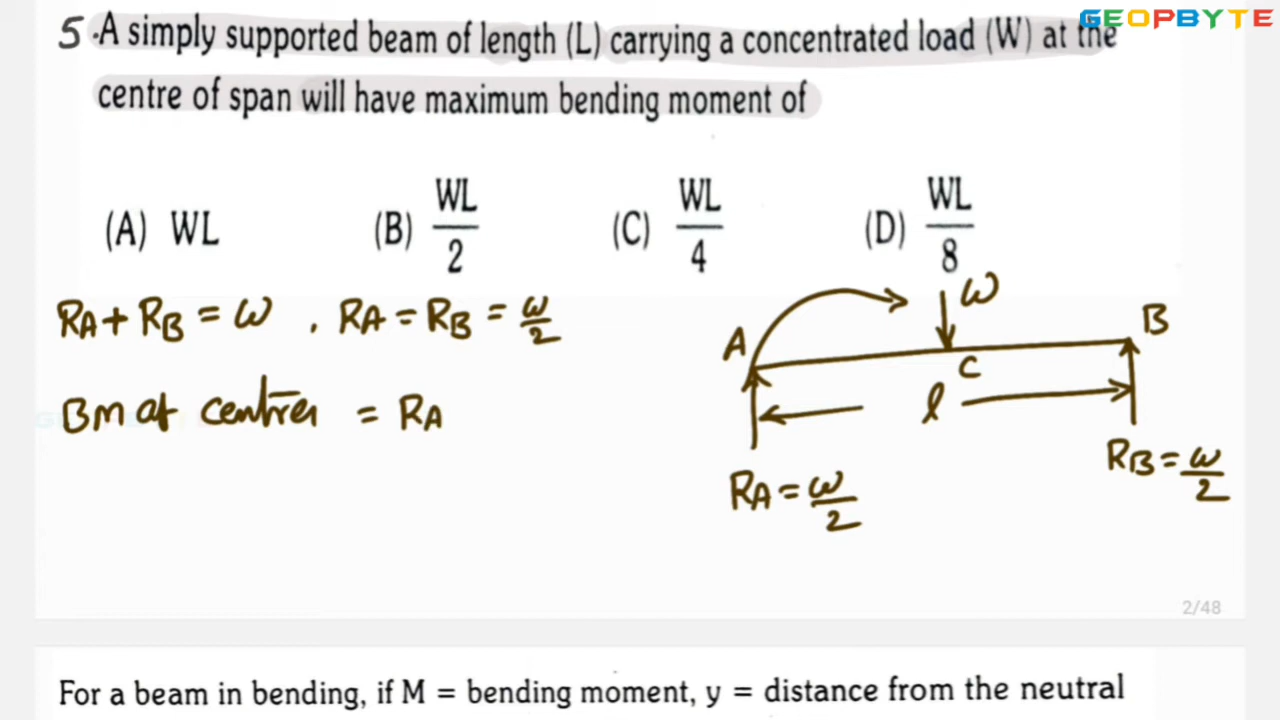 GEOPBYTE
5. A simply supported beam of length (L) carrying a concentrated load (W) at the
centre of span will have maximum bending moment of
(A) WL (B) WL/2 (C) WL/4 (D) WL/8
RA + RB = W , RA = RB = W/2
W
A
B
C
l
BM at centre = RA
RA = W/2
RB = W/2
2/48
For a beam in bending, if M = bending moment, y = distance from the neutral